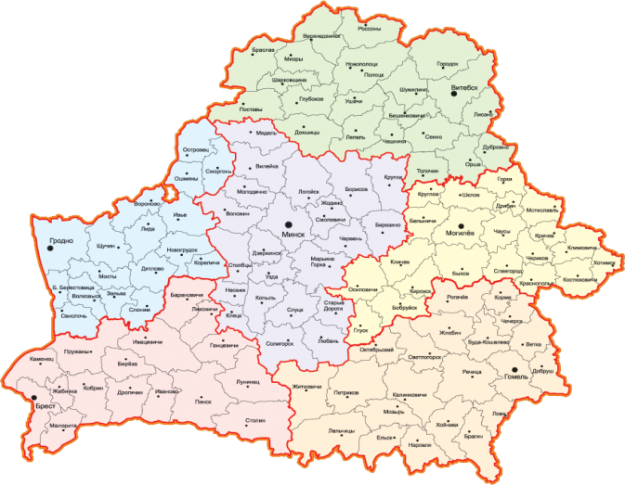 Россоны
Верхнедвинск
Браслав
Миоры
Новополоцк
Полоцк
Городок
Шарковщина
Витебск
Шумилино
Глубокое
Ушачи
Поставы
Бешенковичи
Лиозно
Докшицы
Лепель
Чашники
Сенно
Дубровно
Орша
Толочин
Мядель
Островец
Сморгонь
Ошмяны
Вилейка
Молодечно
Логойск
Борисов
Крупки
Жодино
Смолевичи
Воложин
Минск
Червень
Березино
Дзержинск
Марьина
Горка
Столбцы
Узда
Несвиж
Копыль
Клецк
Слуцк
Старые
Дороги
Солигорск
Любань
Вороново
Ивье
Лида
Гродно
Щучин
Новогрудок
Кореличи
Дятлово
Мосты
Б. Берестовица
Волковыск
Зельва
Слоним
Свислочь
Горки
Шклов
Круглое
Дрибин
Мстиславль
Белыничи
Могилёв
Чаусы
Кричев
Климовичи
Хотимск
Чериков
Славгород
Костюковичи
Краснополье
Быхов
Кличев
Осиповичи
Кировск
Бобруйск
Глуск
Барановичи
Ляховичи
Ивацевичи
Ганцевичи
Пружаны
Каменец
Берёза
Жабинка
Кобрин
Дрогичин
Иваново
Пинск
Лунинец
Брест
Малорита
Столин
Рогачёв
Корма
Чечерск
Жлобин
Буда-Кошелево
Ветка
Октябрьский
Светлогорск
Речица
Гомель
Добруш
Житковичи
Петриков
Калинковичи
Мозырь
Хойники
Лоев
Лельчицы
Ельск
Наровля
Брагин